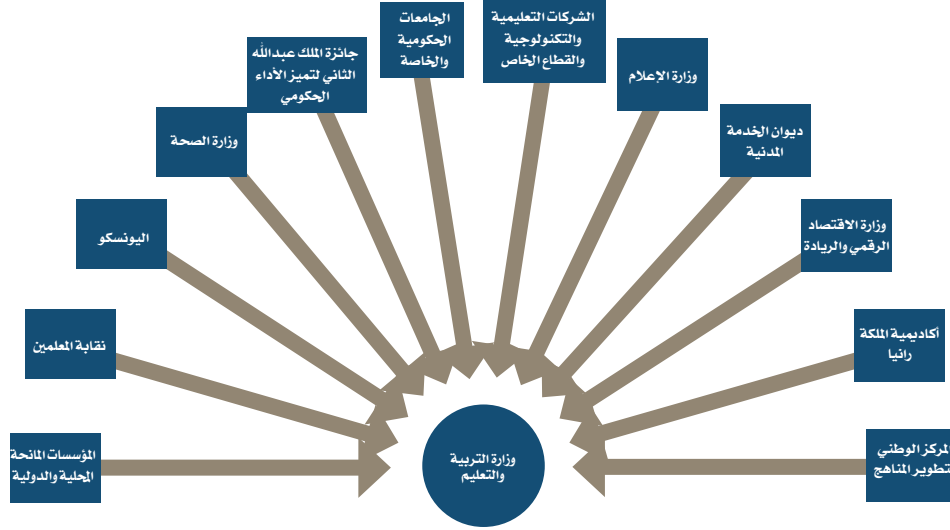 الجامعات
الحكومية
والخاصة
الشركات التعليمية
والتكنولوجية
والقطاع الخاص
جائزة الملك عبدالله
الثاني لتميز الأداء
الحكومي
وزارة الإعلام
وزارة الصحة
ديوان الخدمة
المدنية
اليونسكو
وزارة الاقتصاد
الرقمي والريادة
نقابة المعلمين
أكاديمية الملكة
رانيا
المؤسسات المانحة
المحلية والدولية
وزارة التربية
والتعليم
المركز الوطني
لتطوير المناهج